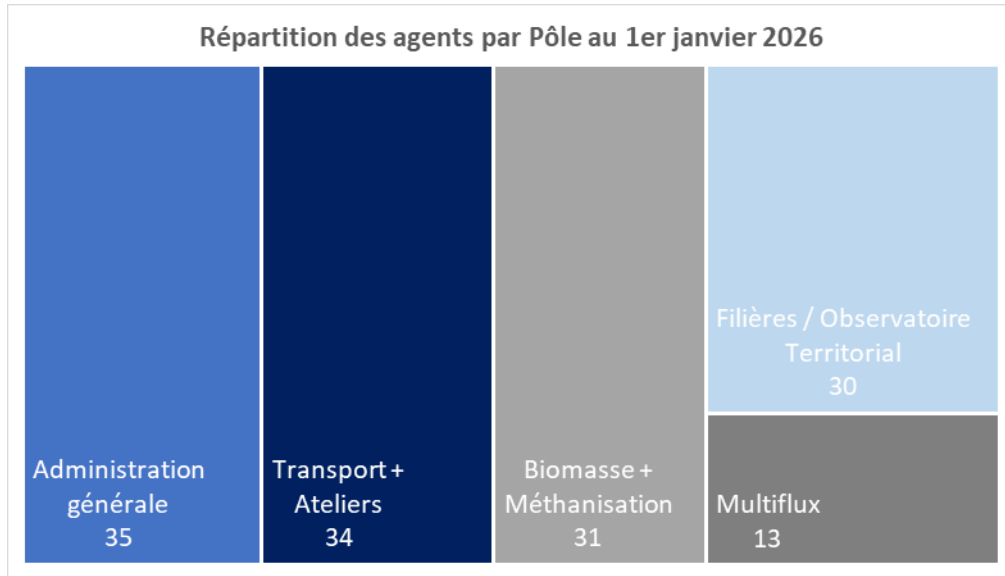 Répartition des agents par Pôle au 1er janvier 2026
Administration
générale
35
Transport +
Ateliers
34
Biomasse +
Méthanisation
31
Filières / Observatoire
Territorial
30
Multiflux
13